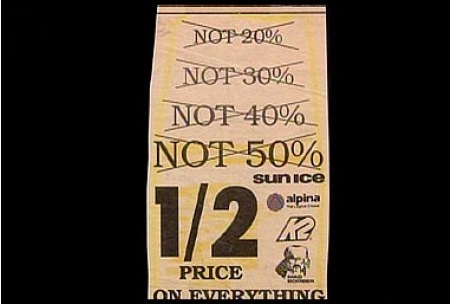 NOT 20%
NOT 30%
NOT 40%
NOT 50%
sun ice
alpina
K2
1/2
PRICE
ON EVERYTHING